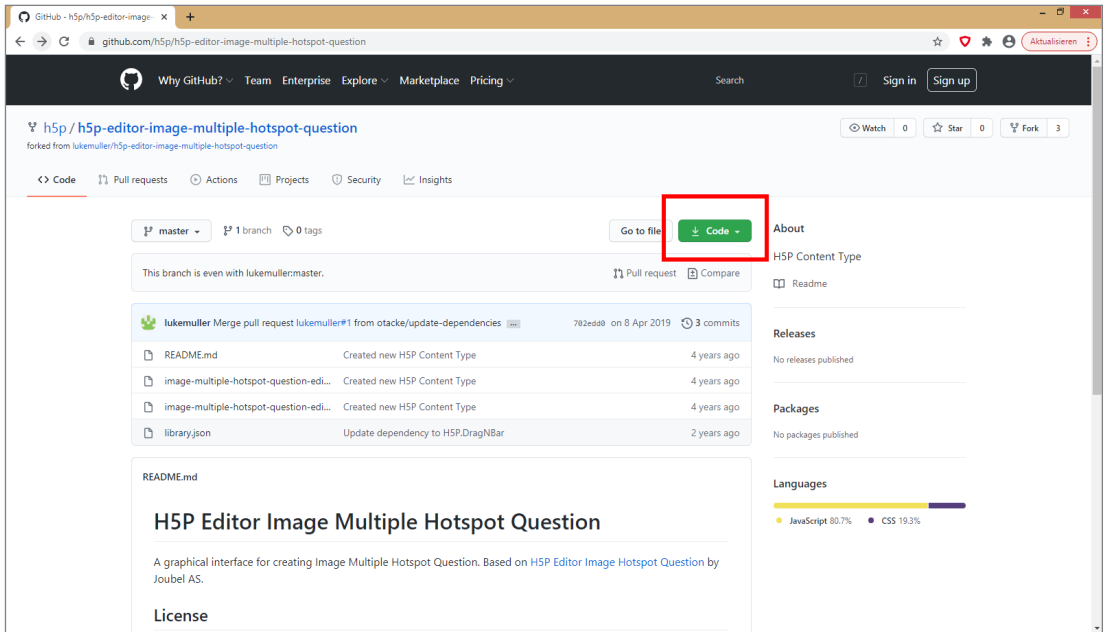 GitHub - h5p/h5p-editor-image-
github.com/h5p/h5p-editor-image-multiple-hotspot-question
Aktualisieren
Why GitHub? Team Enterprise Explore Marketplace Pricing Search / Sign in Sign up
h5p / h5p-editor-image-multiple-hotspot-question
Watch 0 Star 0 Fork 3
forked from lukemuller/h5p-editor-image-multiple-hotspot-question
<> Code Pull requests Actions Projects Security Insights
master 1 branch 0 tags Go to file Code
This branch is even with lukemuller:master. Pull request Compare
lukemuller Merge pull request lukemuller#1 from otacke/update-dependencies ... 702edd0 on 8 Apr 2019 3 commits
README.md Created new H5P Content Type 4 years ago
image-multiple-hotspot-question-edi... Created new H5P Content Type 4 years ago
image-multiple-hotspot-question-edi... Created new H5P Content Type 4 years ago
library.json Update dependency to H5P.DragNBar 2 years ago
README.md
H5P Editor Image Multiple Hotspot Question
A graphical interface for creating Image Multiple Hotspot Question. Based on H5P Editor Image Hotspot Question by
Joubel AS.
License
About
H5P Content Type
Readme
Releases
No releases published
Packages
No packages published
Languages
JavaScript 80.7% CSS 19.3%